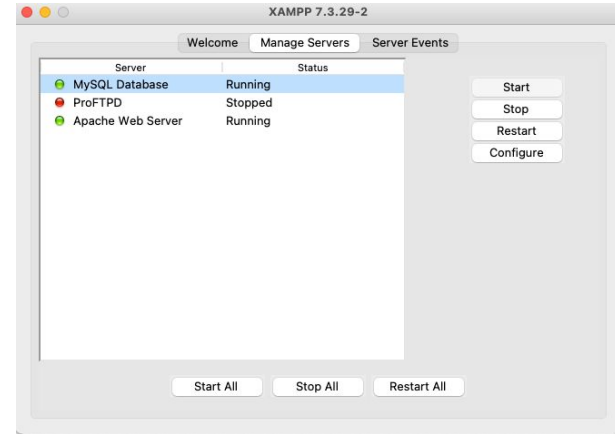 XAMPP 7.3.29-2
Welcome Manage Servers Server Events
Server Status
MySQL Database Running
ProFTPD Stopped
Apache Web Server Running
Start
Stop
Restart
Configure
Start All Stop All Restart All